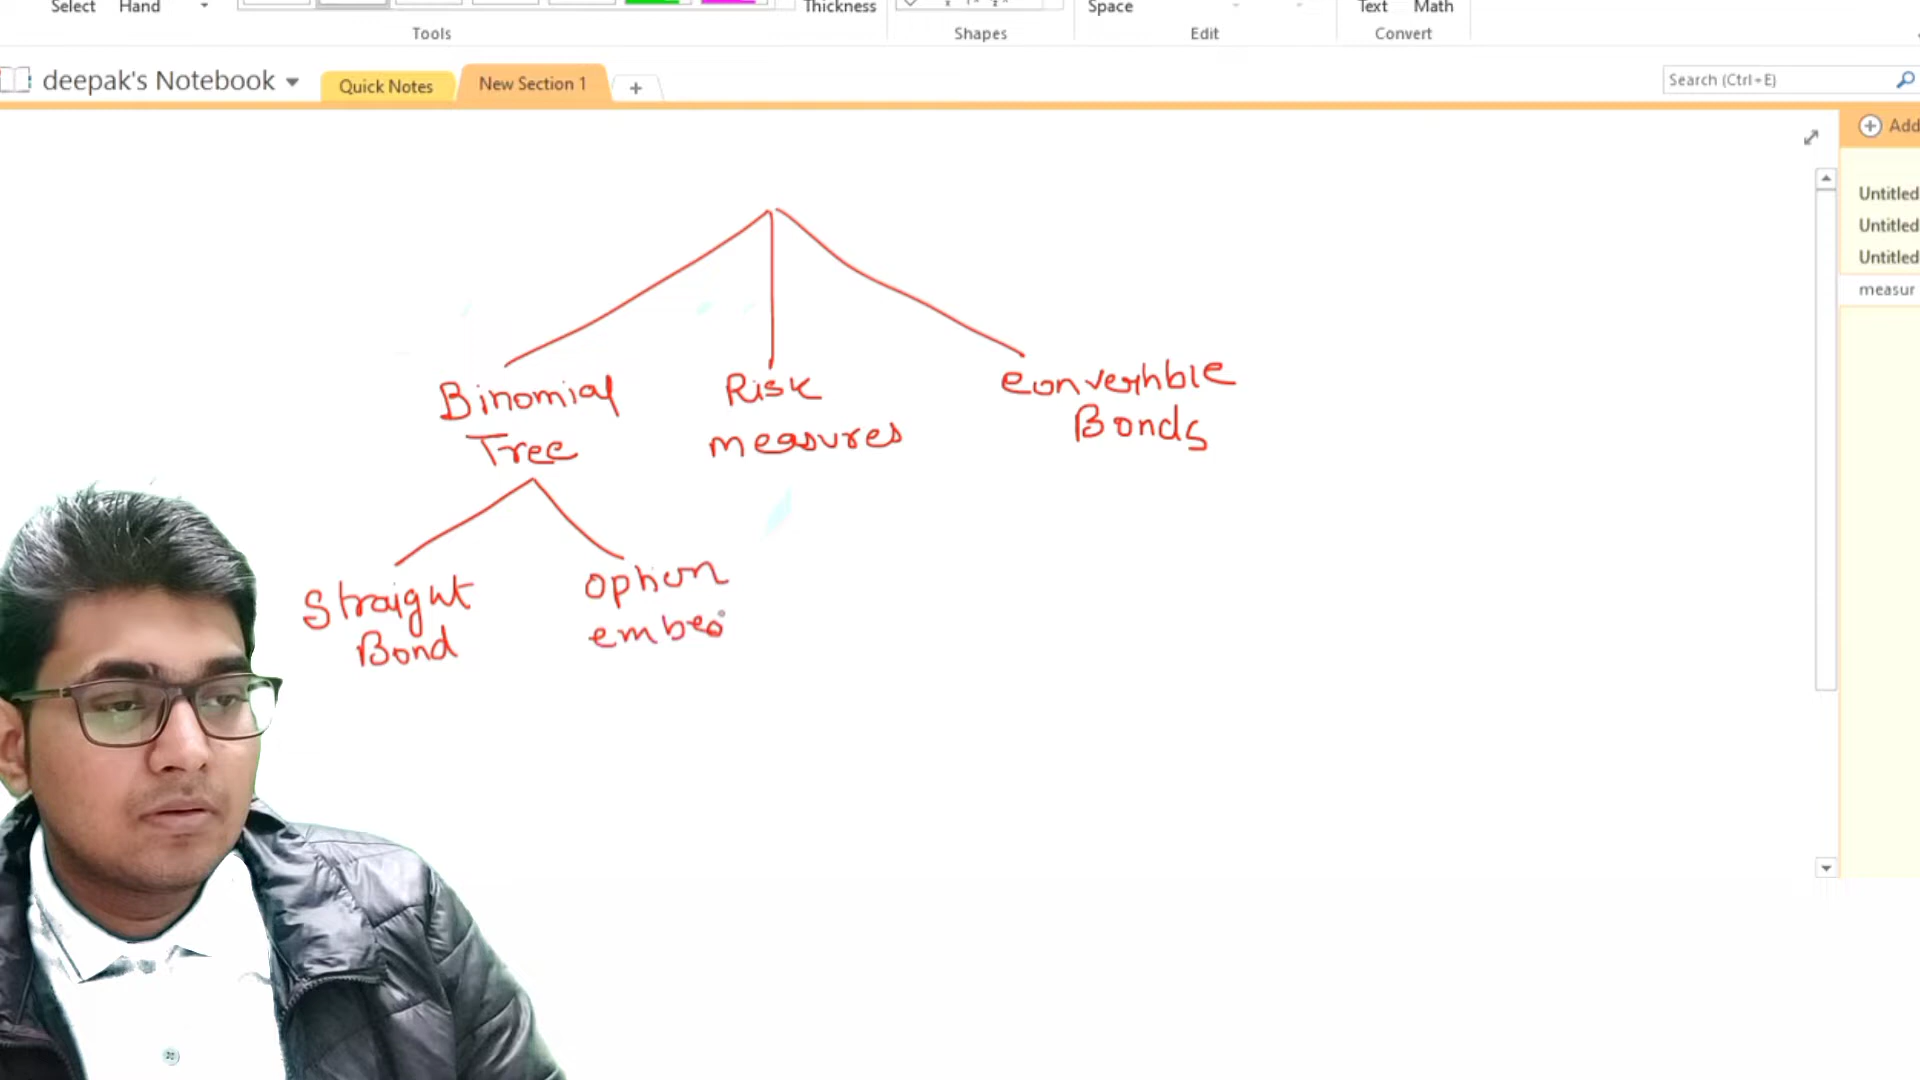 Select Hand
Thickness
Space
Text Math
Tools
Shapes
Edit
Convert
deepak's Notebook
Quick Notes
New Section 1
Search (Ctrl+E)
Add
Untitled
Untitled
Untitled
measur
Binomial
Tree
Risk
measures
convertible
Bonds
Straight
Bond
option
embed